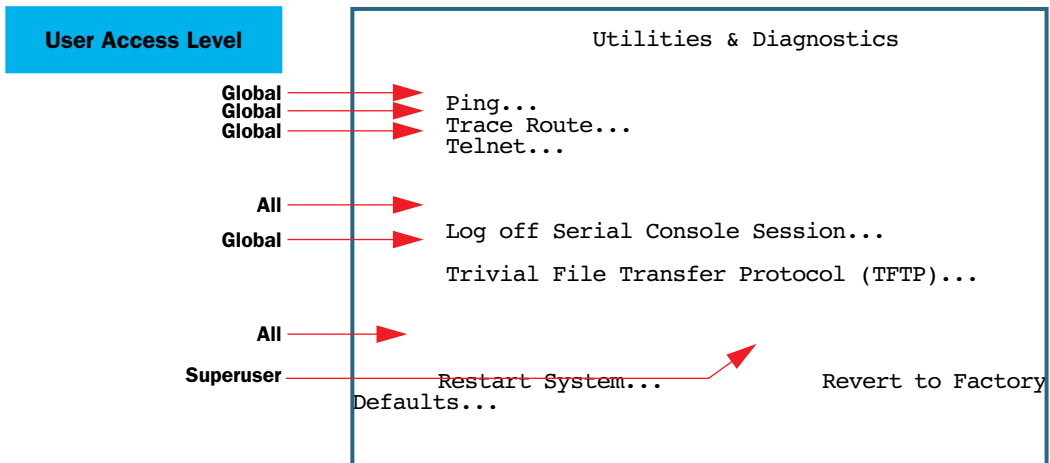 User Access Level
Utilities & Diagnostics
Global
Global
Global
Ping...
Trace Route...
Telnet...
All
Global
Log off Serial Console Session...
Trivial File Transfer Protocol (TFTP)...
All
Superuser
Restart System... Revert to Factory
Defaults...